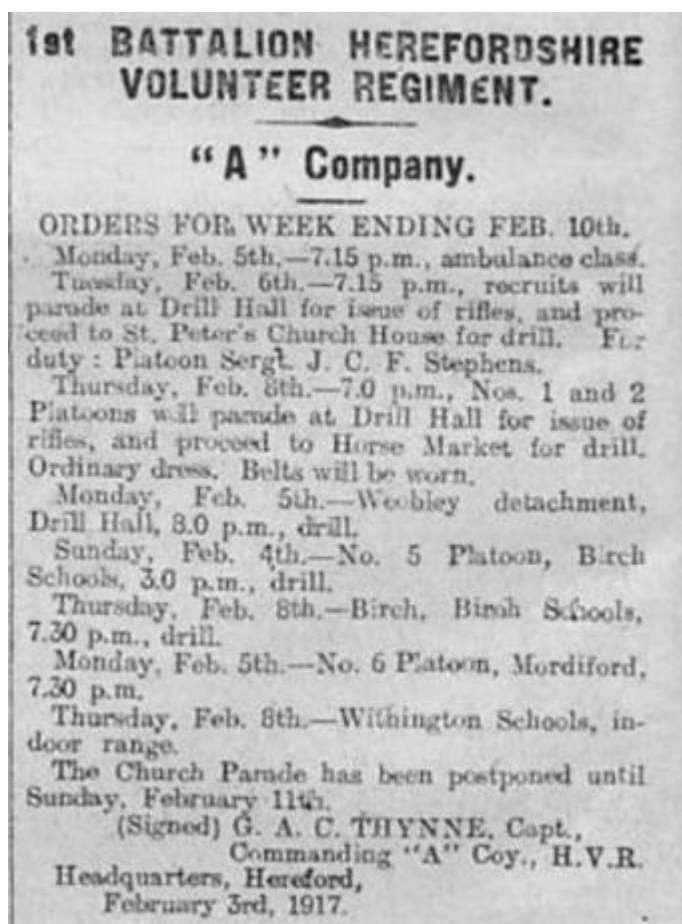 1st BATTALION HEREFORDSHIRE
VOLUNTEER REGIMENT.
"A" Company.
ORDERS FOR WEEK ENDING FEB. 10th.
Monday, Feb. 5th.—7.15 p.m., ambulance class.
Tuesday, Feb. 6th.—7.15 p.m., recruits will
parade at Drill Hall for issue of rifles, and pro-
ceed to St. Peter's Church House for drill. For
duty : Platoon Sergt. J. C. F. Stephens.
Thursday, Feb. 8th.—7.0 p.m., Nos. 1 and 2
Platoons will parade at Drill Hall for issue of
rifles, and proceed to Horse Market for drill.
Ordinary dress. Belts will be worn.
Monday, Feb. 5th.—Weobley detachment,
Drill Hall, 8.0 p.m., drill.
Sunday, Feb. 4th.—No. 5 Platoon, Birch
Schools, 3.0 p.m., drill.
Thursday, Feb. 8th.—Birch, Birch Schools,
7.30 p.m., drill.
Monday, Feb. 5th.—No. 6 Platoon, Mordiford,
7.30 p.m.
Thursday, Feb. 8th.—Withington Schools, in-
door range.
The Church Parade has been postponed until
Sunday, February 11th.
(Signed) G. A. C. THYNNE, Capt.,
Commanding "A" Coy., H.V.R.
Headquarters, Hereford,
February 3rd, 1917.